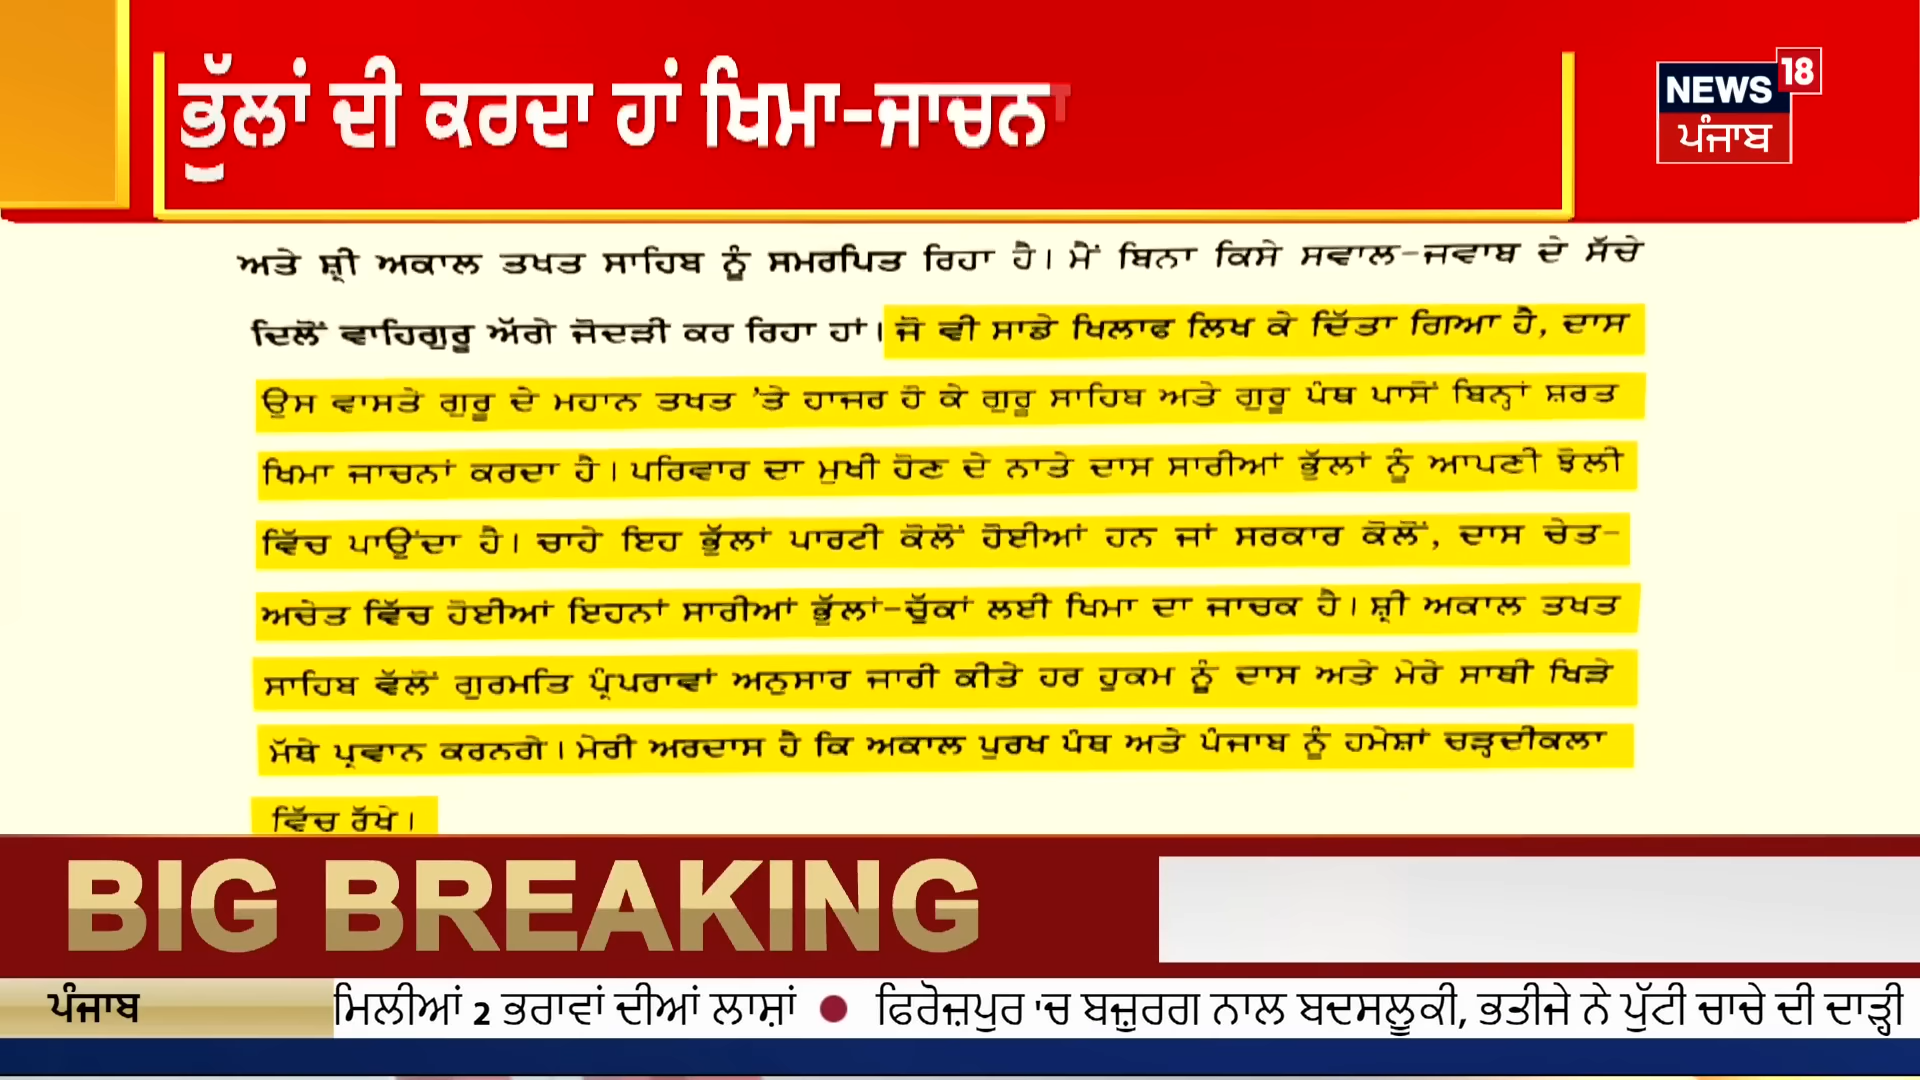 ਭੁੱਲਾਂ ਦੀ ਕਰਦਾ ਹਾਂ ਖਿਮਾ-ਜਾਚਨਾ
NEWS 18
ਪੰਜਾਬ
ਅਤੇ ਸ਼੍ਰੀ ਅਕਾਲ ਤਖਤ ਸਾਹਿਬ ਨੂੰ ਸਮਰਪਿਤ ਰਿਹਾ ਹੈ। ਮੈਂ ਬਿਨਾ ਕਿਸੇ ਸਵਾਲ-ਜਵਾਬ ਦੇ ਸੱਚੇ
ਦਿਲੋਂ ਵਾਹਿਗੁਰੂ ਅੱਗੇ ਜੋਦੜੀ ਕਰ ਰਿਹਾ ਹਾਂ। ਜੋ ਵੀ ਸਾਡੇ ਖਿਲਾਫ ਲਿਖ ਕੇ ਦਿੱਤਾ ਗਿਆ ਹੈ, ਦਾਸ
ਉਸ ਵਾਸਤੇ ਗੁਰੂ ਦੇ ਮਹਾਨ ਤਖਤ 'ਤੇ ਹਾਜਰ ਹੋ ਕੇ ਗੁਰੂ ਸਾਹਿਬ ਅਤੇ ਗੁਰੂ ਪੰਥ ਪਾਸੋਂ ਬਿਨ੍ਹਾਂ ਸ਼ਰਤ
ਖਿਮਾ ਜਾਚਨਾਂ ਕਰਦਾ ਹੈ। ਪਰਿਵਾਰ ਦਾ ਮੁਖੀ ਹੋਣ ਦੇ ਨਾਤੇ ਦਾਸ ਸਾਰੀਆਂ ਭੁੱਲਾਂ ਨੂੰ ਆਪਣੀ ਝੋਲੀ
ਵਿੱਚ ਪਾਉਂਦਾ ਹੈ। ਚਾਹੇ ਇਹ ਭੁੱਲਾਂ ਪਾਰਟੀ ਕੋਲੋਂ ਹੋਈਆਂ ਹਨ ਜਾਂ ਸਰਕਾਰ ਕੋਲੋਂ, ਦਾਸ ਚੇਤ-
ਅਚੇਤ ਵਿੱਚ ਹੋਈਆਂ ਇਹਨਾਂ ਸਾਰੀਆਂ ਭੁੱਲਾਂ-ਚੁੱਕਾਂ ਲਈ ਖਿਮਾ ਦਾ ਜਾਚਕ ਹੈ। ਸ਼੍ਰੀ ਅਕਾਲ ਤਖਤ
ਸਾਹਿਬ ਵੱਲੋਂ ਗੁਰਮਤਿ ਪ੍ਰੰਪਰਾਵਾਂ ਅਨੁਸਾਰ ਜਾਰੀ ਕੀਤੇ ਹਰ ਹੁਕਮ ਨੂੰ ਦਾਸ ਅਤੇ ਮੇਰੇ ਸਾਥੀ ਖਿੜੇ
ਮੱਥੇ ਪ੍ਰਵਾਨ ਕਰਨਗੇ। ਮੇਰੀ ਅਰਦਾਸ ਹੈ ਕਿ ਅਕਾਲ ਪੁਰਖ ਪੰਥ ਅਤੇ ਪੰਜਾਬ ਨੂੰ ਹਮੇਸ਼ਾਂ ਚੜ੍ਹਦੀਕਲਾ
ਵਿੱਚ ਰੱਖੇ।
BIG BREAKING
ਪੰਜਾਬ
ਮਿਲੀਆਂ 2 ਭਰਾਵਾਂ ਦੀਆਂ ਲਾਸ਼ਾਂ ● ਫਿਰੋਜ਼ਪੁਰ 'ਚ ਬਜ਼ੁਰਗ ਨਾਲ ਬਦਸਲੂਕੀ, ਭਤੀਜੇ ਨੇ ਪੁੱਟੀ ਚਾਚੇ ਦੀ ਦਾੜ੍ਹੀ